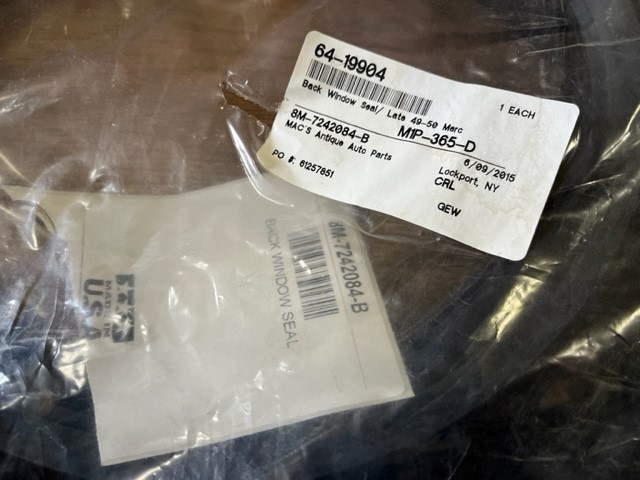 64-19904
1 EACH
Back Window Seal/ Late 49-50 Merc
8M-7242084-B M1P-365-D
MAC'S Antique Auto Parts 6/09/2015
Lockport, NY
PO #: 61257851 CRL
GEW
8M-7242084-B
BACK WINDOW SEAL
MADE IN
USA